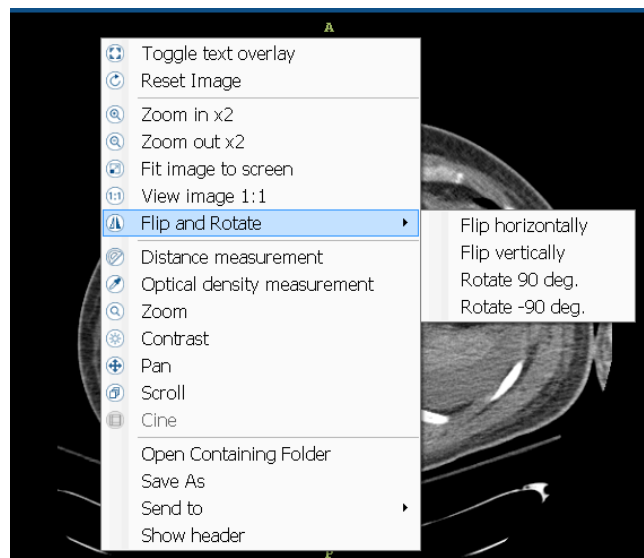 A
Toggle text overlay
Reset Image
Zoom in x2
Zoom out x2
Fit image to screen
1:1 View image 1:1
Flip and Rotate
Flip horizontally
Flip vertically
Rotate 90 deg.
Rotate -90 deg.
Distance measurement
Optical density measurement
Zoom
Contrast
Pan
Scroll
Cine
Open Containing Folder
Save As
Send to
Show header
P